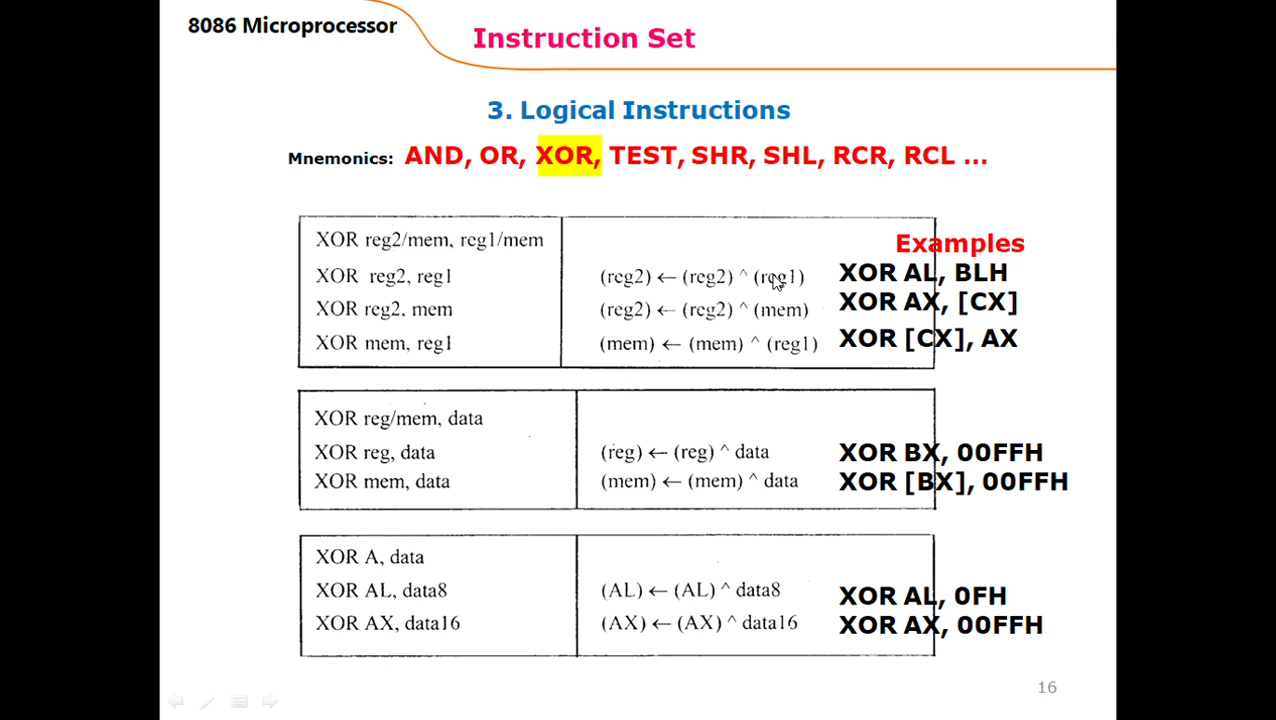 8086 Microprocessor
Instruction Set
3. Logical Instructions
Mnemonics: AND, OR, XOR, TEST, SHR, SHL, RCR, RCL ...
XOR reg2/mem, reg1/mem
Examples
XOR reg2, reg1 (reg2) ← (reg2) ^ (reg1) XOR AL, BLH
XOR reg2, mem (reg2) ← (reg2) ^ (mem) XOR AX, [CX]
XOR mem, reg1 (mem) ← (mem) ^ (reg1) XOR [CX], AX
XOR reg/mem, data
XOR reg, data (reg) ← (reg) ^ data XOR BX, 00FFH
XOR mem, data (mem) ← (mem) ^ data XOR [BX], 00FFH
XOR A, data
XOR AL, data8 (AL) ← (AL) ^ data8 XOR AL, 0FH
XOR AX, data16 (AX) ← (AX) ^ data16 XOR AX, 00FFH
16